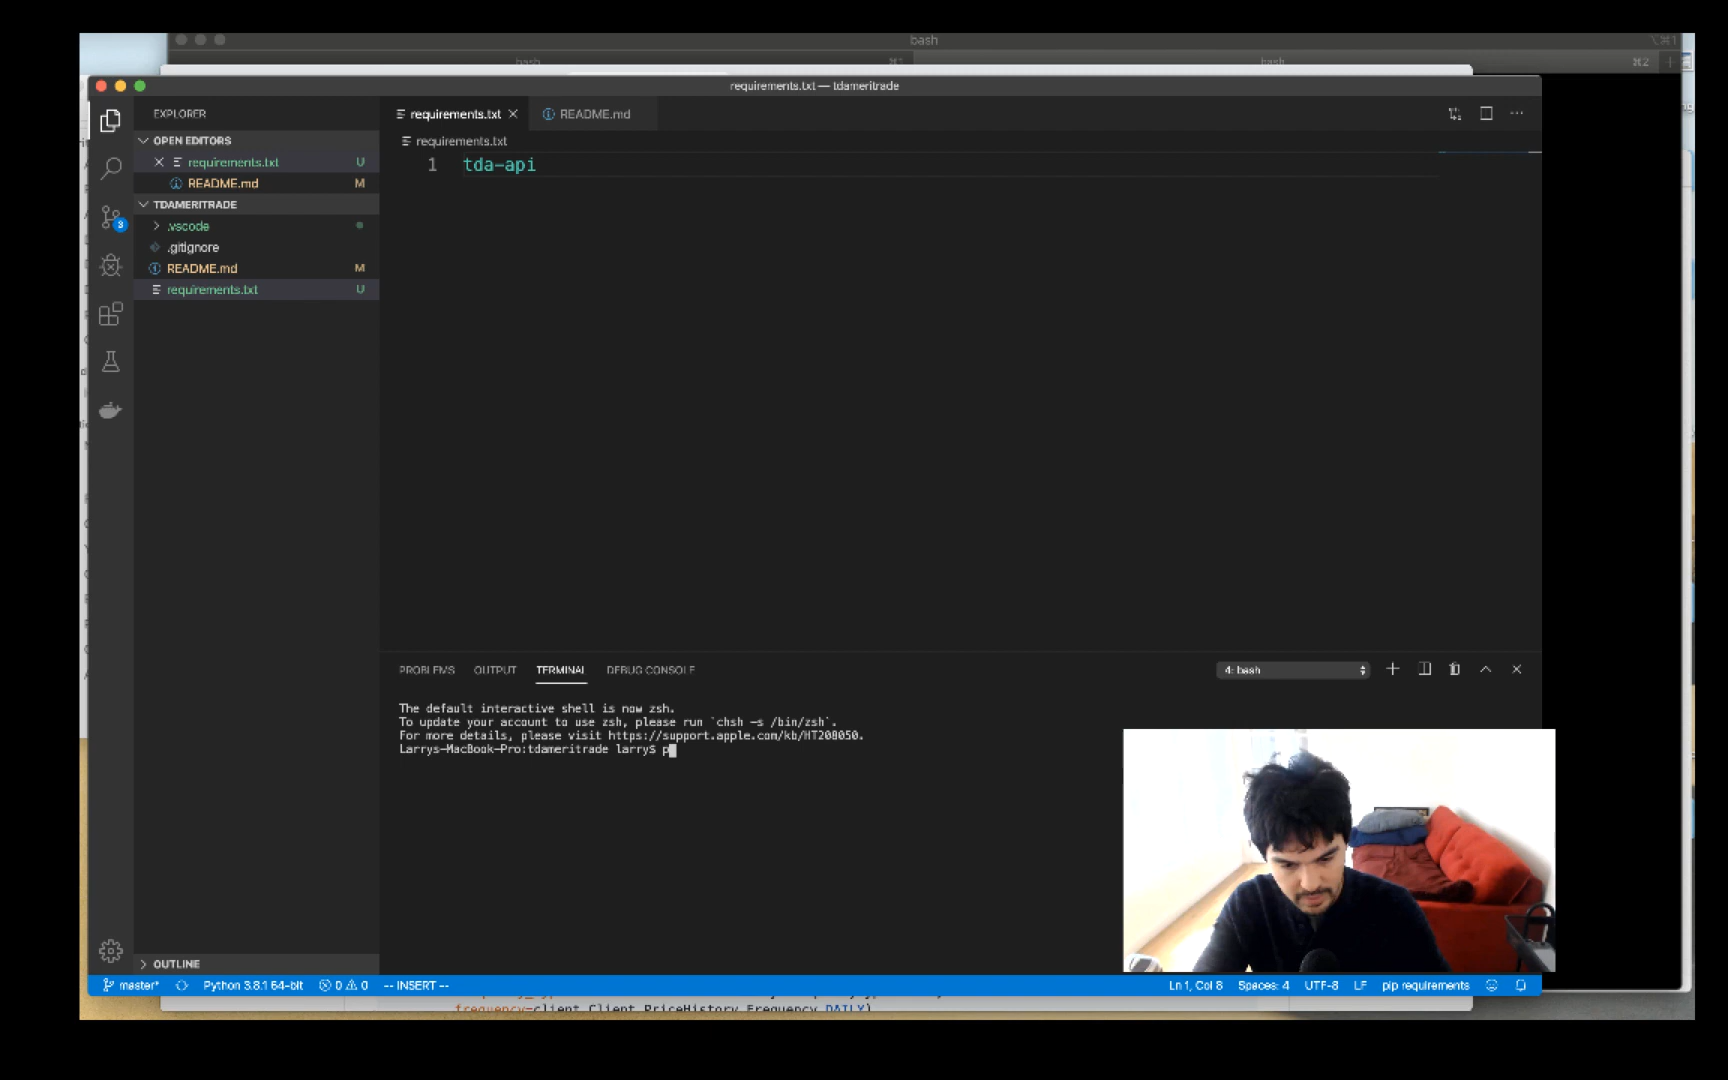 bash
⌥⌘1
bash
⌘1
bash
⌘2
requirements.txt — tdameritrade
EXPLORER
requirements.txt
README.md
OPEN EDITORS
requirements.txt
requirements.txt U
1 tda-api
README.md M
TDAMERITRADE
.vscode
.gitignore
3
README.md M
requirements.txt U
PROBLEMS OUTPUT TERMINAL DEBUG CONSOLE
4: bash
The default interactive shell is now zsh.
To update your account to use zsh, please run `chsh -s /bin/zsh`.
For more details, please visit https://support.apple.com/kb/HT208050.
Larrys-MacBook-Pro:tdameritrade larry$ p
OUTLINE
master* Python 3.8.1 64-bit 0 0 -- INSERT --
Ln 1, Col 8 Spaces: 4 UTF-8 LF pip requirements
frequency=client.Client.PriceHistory.Frequency.DAILY)